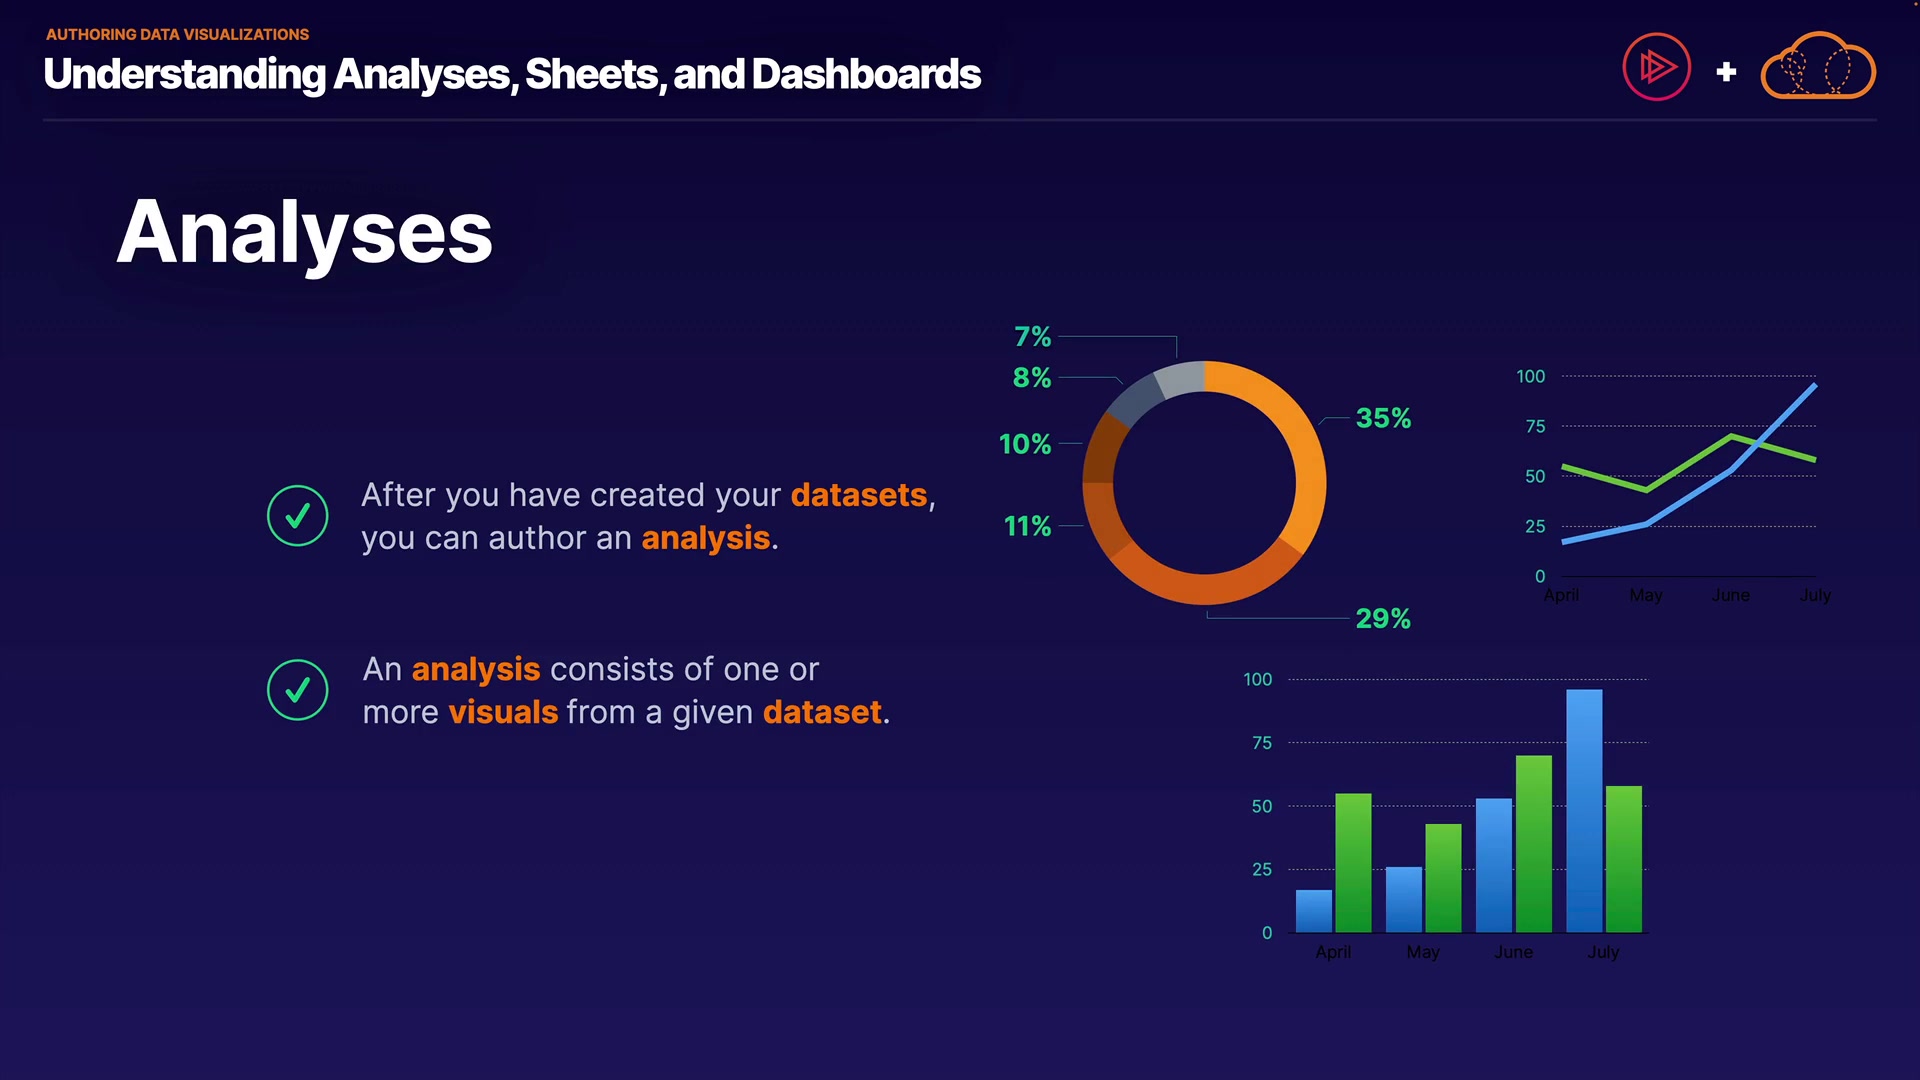 AUTHORING DATA VISUALIZATIONS
Understanding Analyses, Sheets, and Dashboards
+
Analyses
After you have created your datasets,
you can author an analysis.
An analysis consists of one or
more visuals from a given dataset.
7%
8%
10%
11%
35%
29%
100
75
50
25
0
April May June July
100
75
50
25
0
April May June July